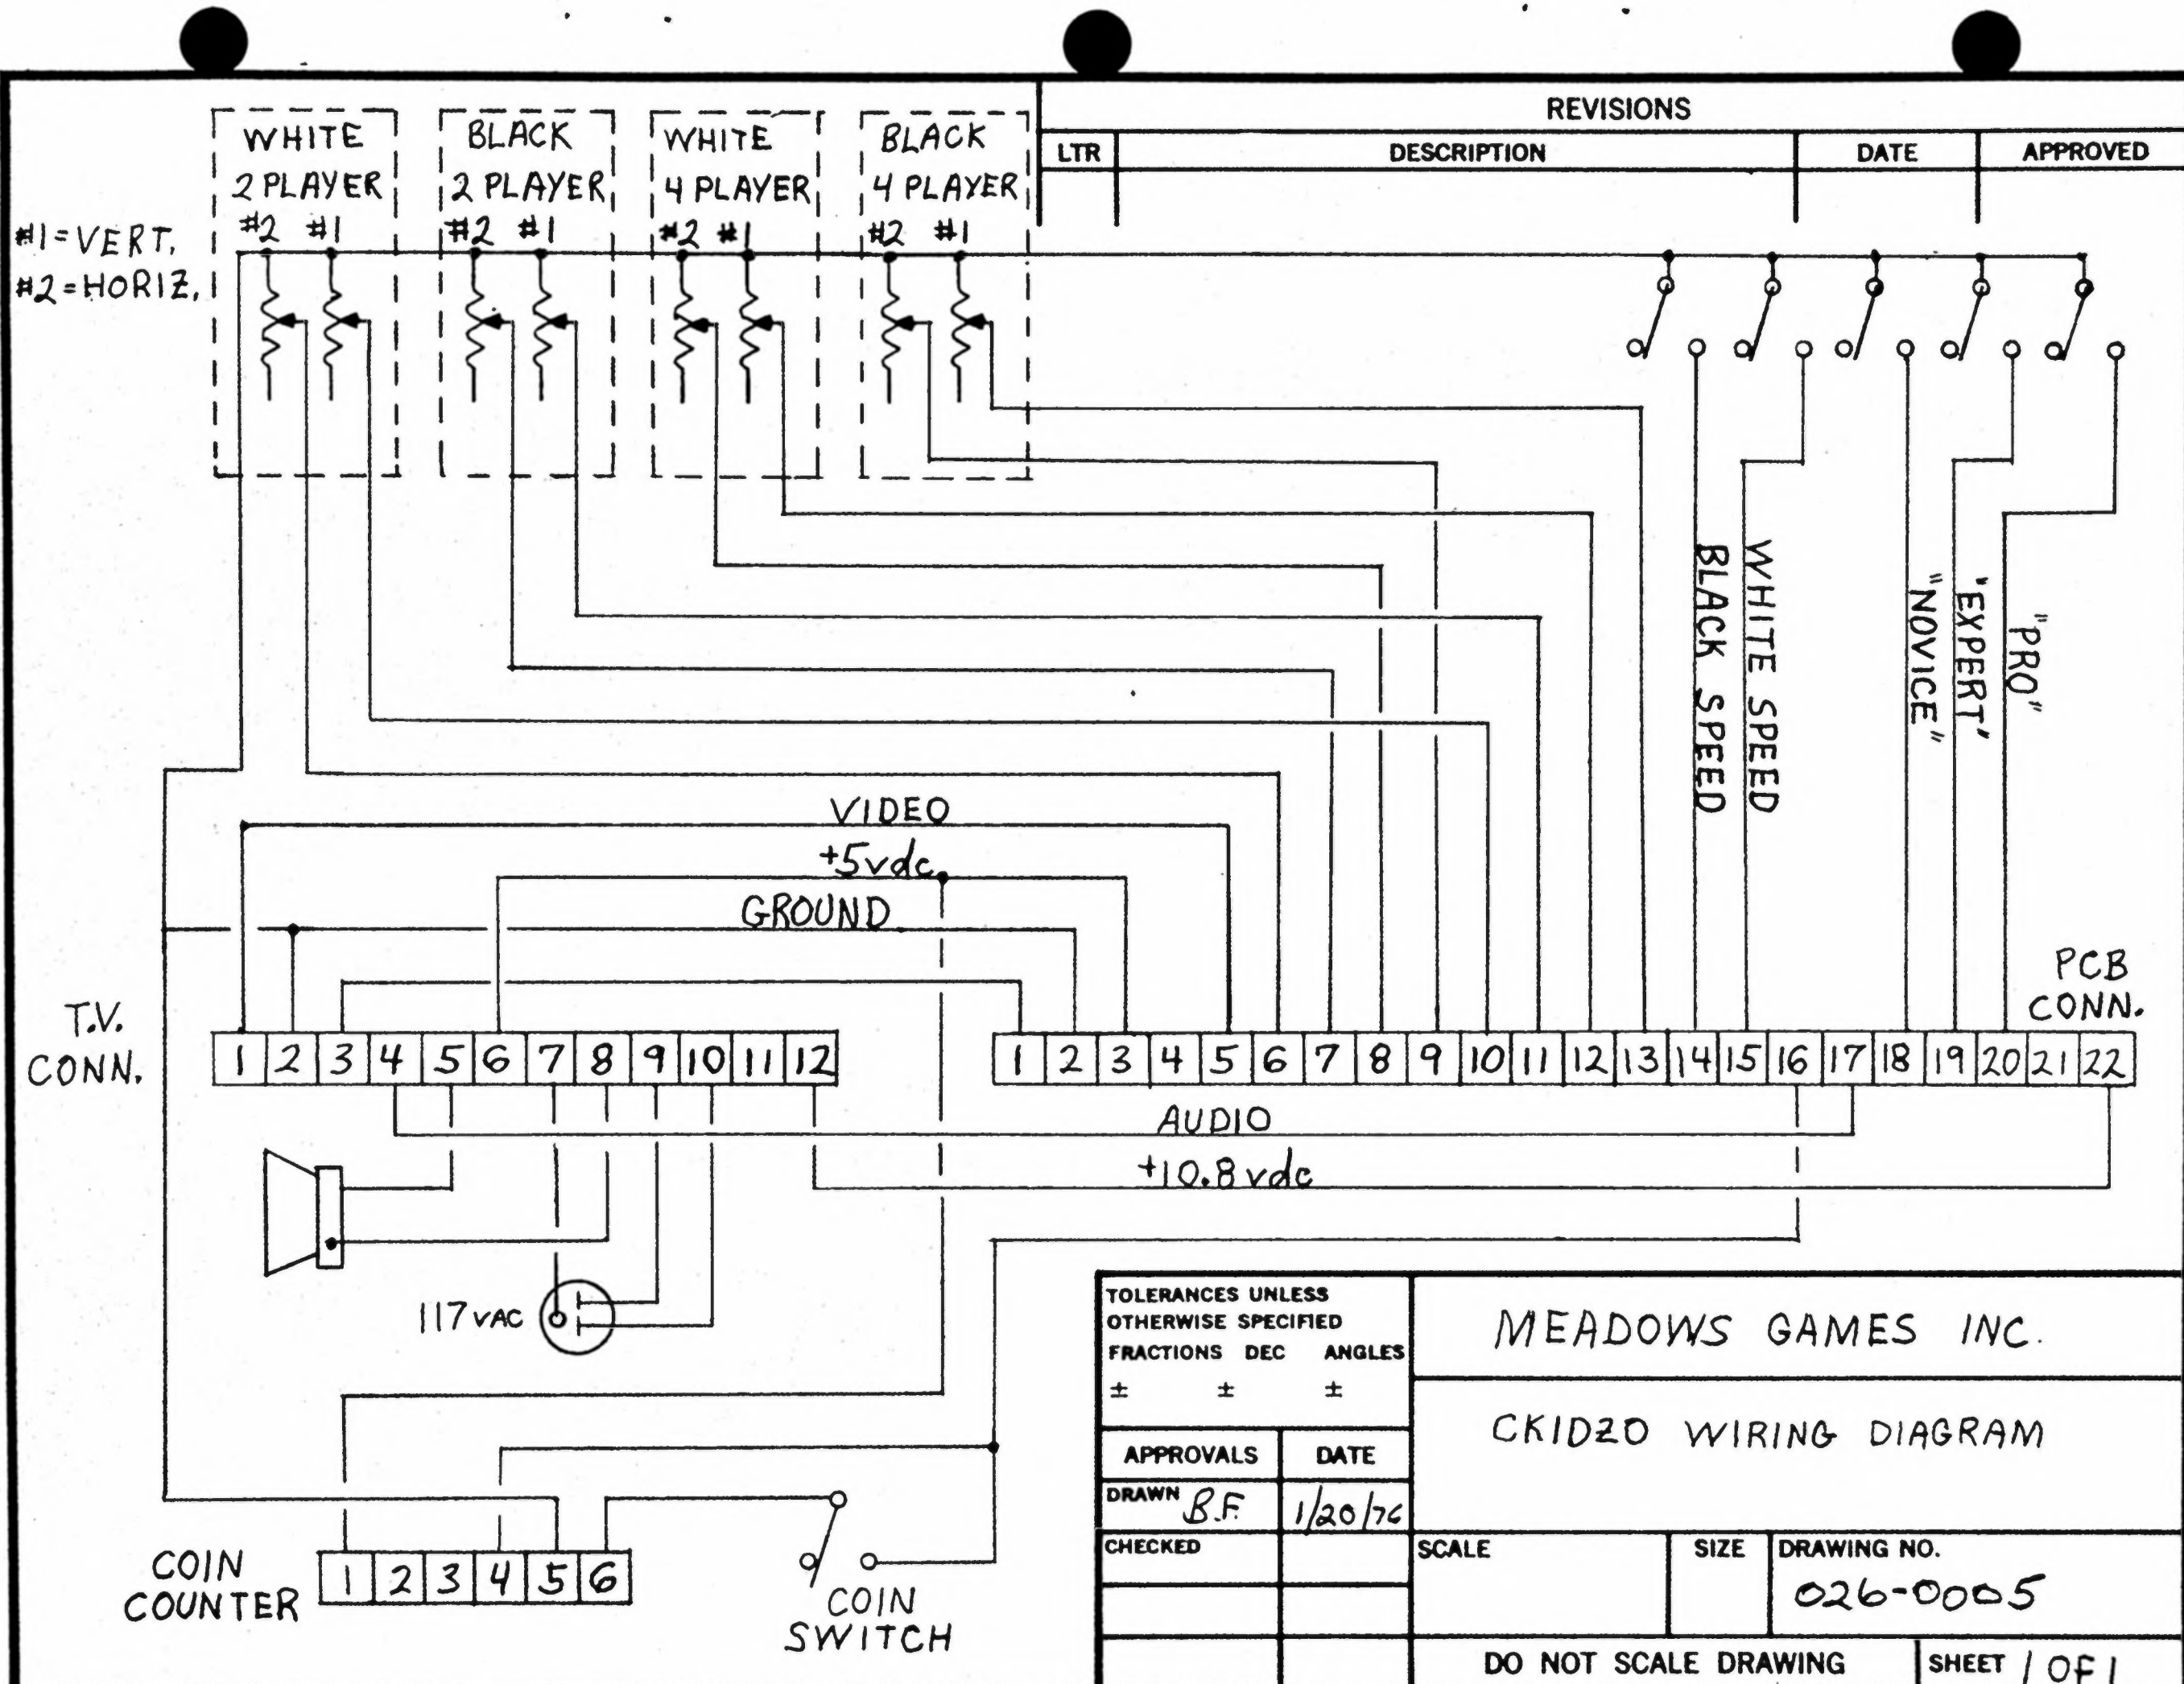 REVISIONS
LTR DESCRIPTION DATE APPROVED
WHITE 2 PLAYER
#2 #1
BLACK 2 PLAYER
#2 #1
WHITE 4 PLAYER
#2 #1
BLACK 4 PLAYER
#2 #1
#1=VERT.
#2=HORIZ.
BLACK SPEED
WHITE SPEED
"NOVICE"
"EXPERT"
"PRO"
VIDEO
+5vdc
GROUND
T.V.
CONN.
1 2 3 4 5 6 7 8 9 10 11 12
PCB
CONN.
1 2 3 4 5 6 7 8 9 10 11 12 13 14 15 16 17 18 19 20 21 22
AUDIO
+10.8vdc
117VAC
COIN
COUNTER
1 2 3 4 5 6
COIN
SWITCH
TOLERANCES UNLESS
OTHERWISE SPECIFIED
FRACTIONS DEC ANGLES
± ± ±
APPROVALS DATE
DRAWN B.F. 1/20/76
CHECKED
MEADOWS GAMES INC.
CKIDZO WIRING DIAGRAM
SCALE
SIZE
DRAWING NO.
026-0005
DO NOT SCALE DRAWING
SHEET 1 OF 1